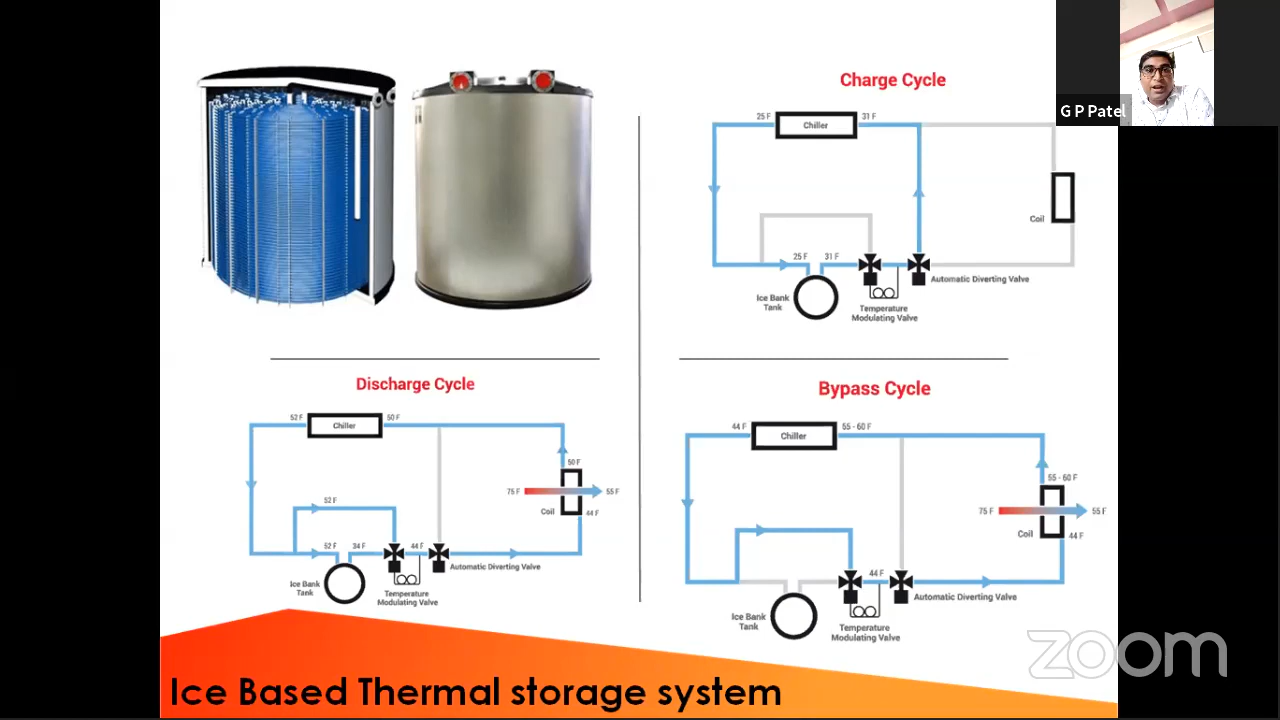 G P Patel
Charge Cycle
25 F
Chiller
31 F
Coil
25 F
31 F
Automatic Diverting Valve
Ice Bank
Tank
Temperature
Modulating Valve
Discharge Cycle
52 F
Chiller
50 F
50 F
75 F
55 F
Coil
44 F
52 F
52 F
34 F
44 F
Automatic Diverting Valve
Ice Bank
Tank
Temperature
Modulating Valve
Bypass Cycle
44 F
Chiller
55 - 60 F
55 - 60 F
75 F
55 F
Coil
44 F
44 F
Automatic Diverting Valve
Ice Bank
Tank
Temperature
Modulating Valve
zoom
Ice Based Thermal storage system